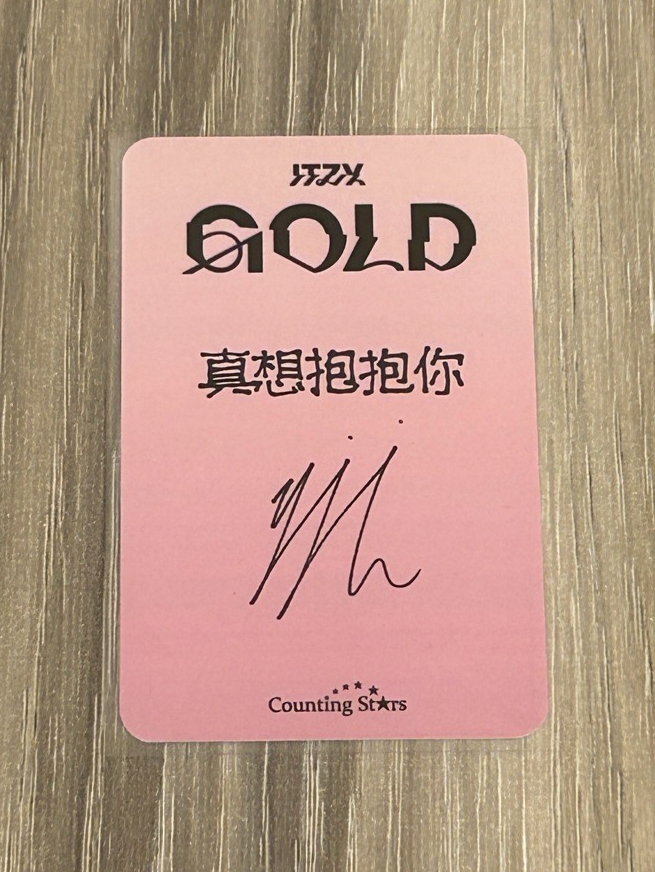 ITZY
GOLD
真想抱抱你
Counting Stars